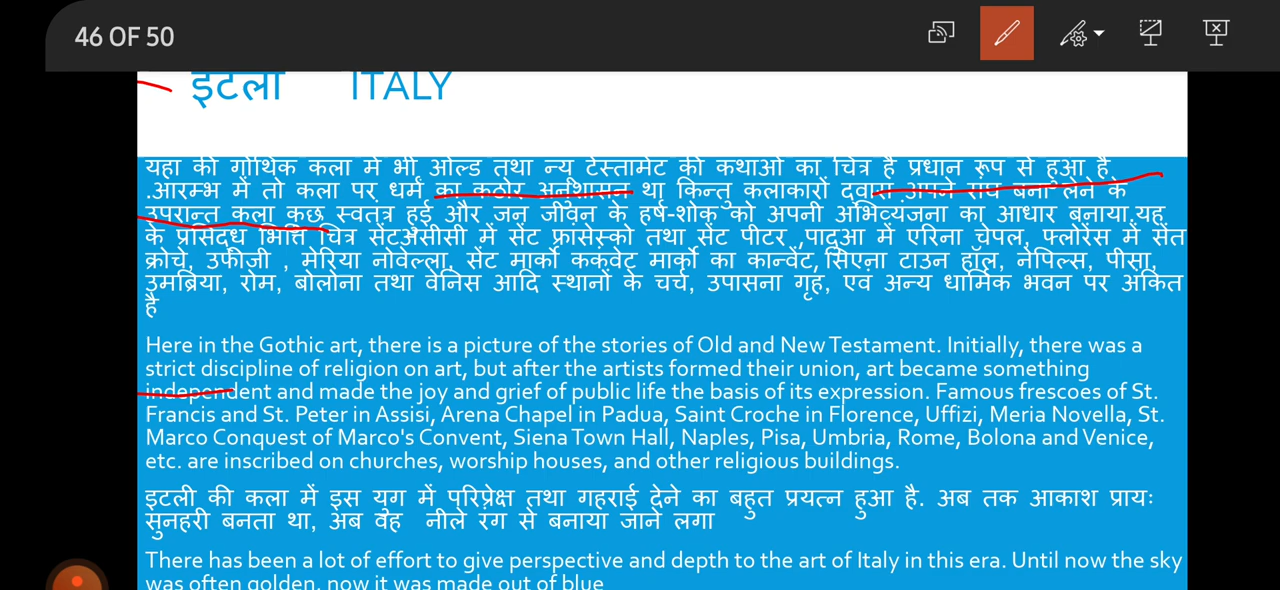 46 OF 50
इटली ITALY
यहा की गोथिक कला में भी ओल्ड तथा न्यू टेस्तामेंट की कथाओ का चित्र है प्रधान रूप से हुआ है
.आरम्भ में तो कला पर धर्म का कठोर अनुशासन था किन्तु कलाकारों द्वारा अपने संघ बना लेने के
उपरान्त कला कुछ स्वतंत्र हुई और जन जीवन के हर्ष-शोक को अपनी अभिव्यंजना का आधार बनाया.यह
के प्रसिद्ध भित्ति चित्र सेंटअसीसी में सेंट फ्रासेस्को तथा सेंट पीटर ,पादुआ में एरिना चेपल, फ्लोरेंस में सेंत
क्रोचे, उफीजी , मेरिया नोवेल्ला, सेंट मार्को ककवेट मार्को का कान्वेंट, सिएना टाउन हॉल, नेपिल्स, पीसा,
उमब्रिया, रोम, बोलोना तथा वेनिस आदि स्थानों के चर्च, उपासना गृह, एवं अन्य धार्मिक भवन पर अंकित
है
Here in the Gothic art, there is a picture of the stories of Old and New Testament. Initially, there was a
strict discipline of religion on art, but after the artists formed their union, art became something
independent and made the joy and grief of public life the basis of its expression. Famous frescoes of St.
Francis and St. Peter in Assisi, Arena Chapel in Padua, Saint Croche in Florence, Uffizi, Meria Novella, St.
Marco Conquest of Marco's Convent, Siena Town Hall, Naples, Pisa, Umbria, Rome, Bolona and Venice,
etc. are inscribed on churches, worship houses, and other religious buildings.
इटली की कला में इस युग में परिप्रेक्ष तथा गहराई देने का बहुत प्रयत्न हुआ है. अब तक आकाश प्रायः
सुनहरी बनता था, अब वह नीले रंग से बनाया जाने लगा
There has been a lot of effort to give perspective and depth to the art of Italy in this era. Until now the sky
was often golden, now it was made out of blue